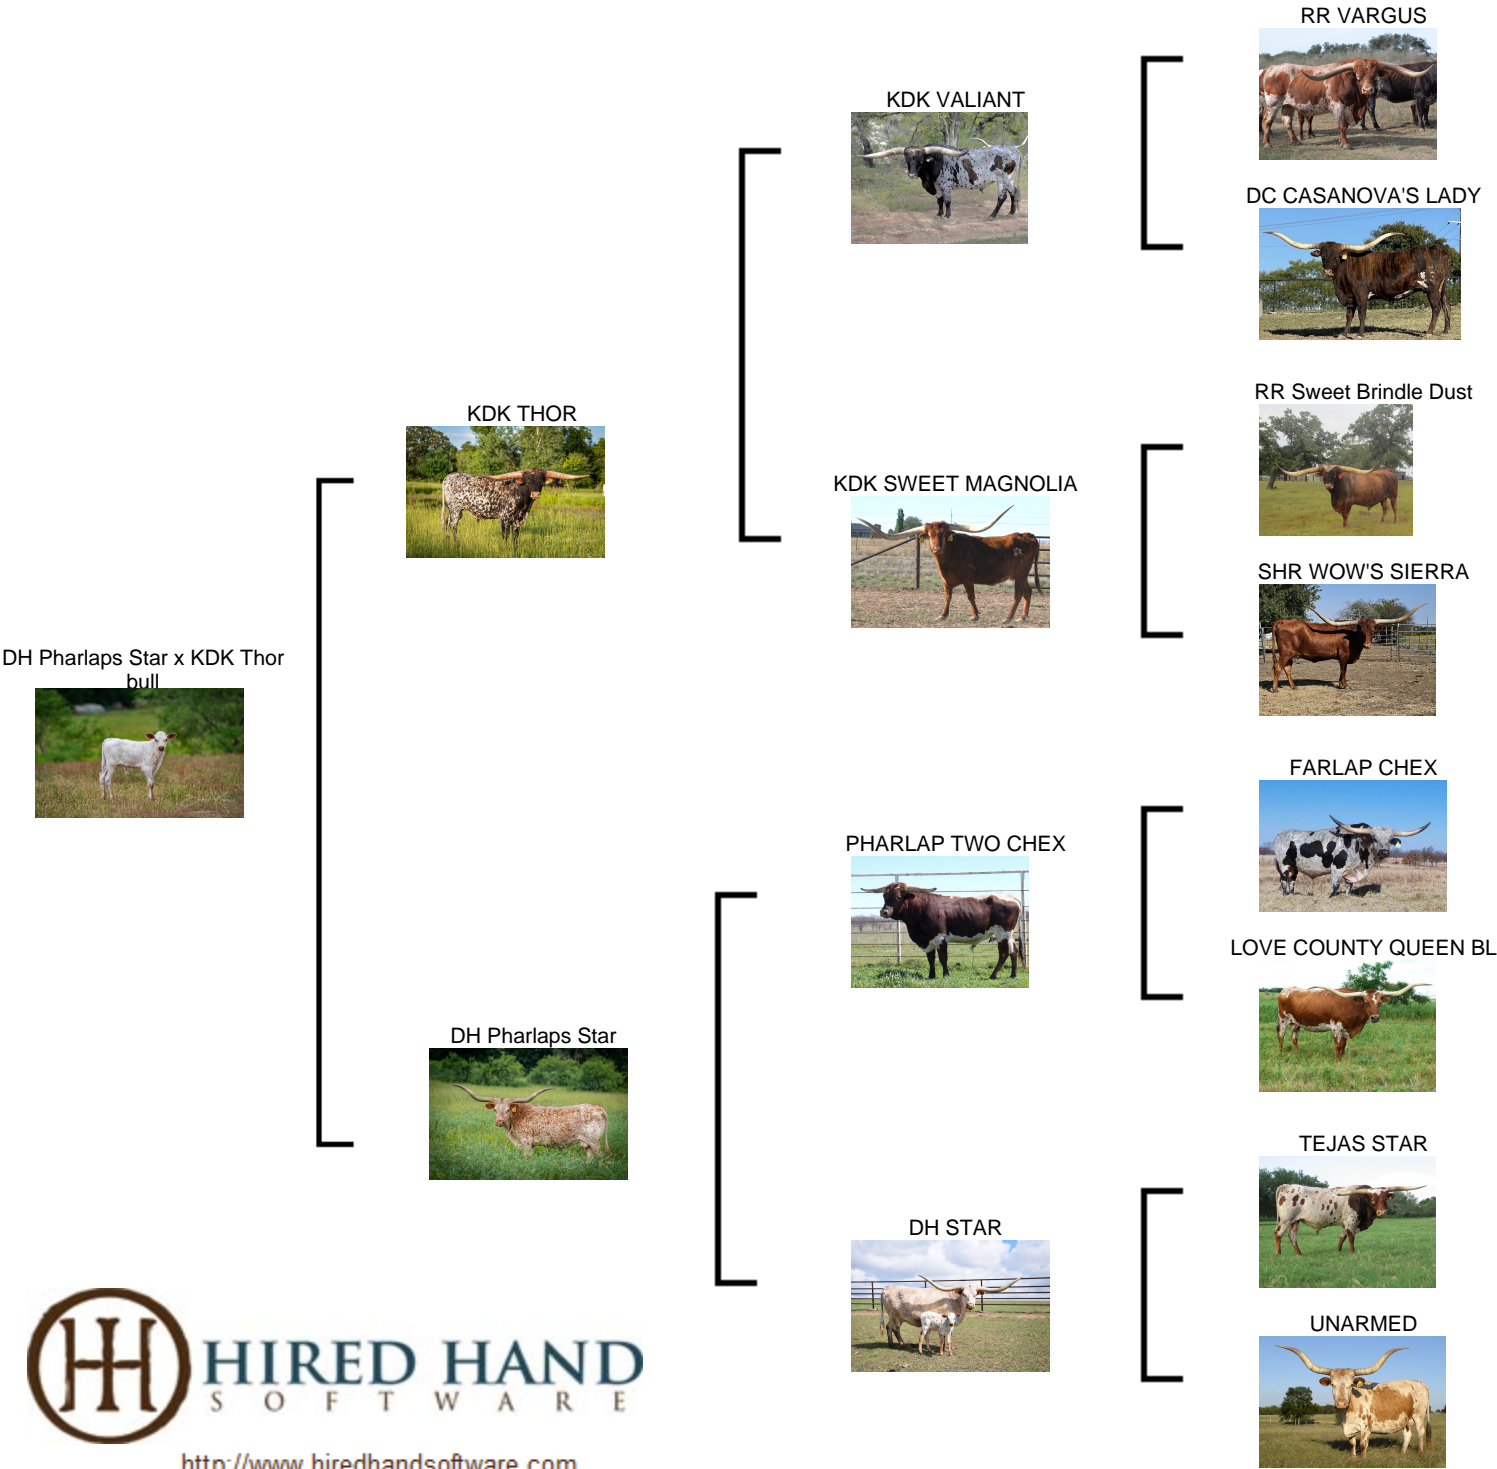 RR VARGUS
KDK VALIANT
DC CASANOVA'S LADY
RR Sweet Brindle Dust
KDK THOR
KDK SWEET MAGNOLIA
SHR WOW'S SIERRA
DH Pharlaps Star x KDK Thor
bull
FARLAP CHEX
PHARLAP TWO CHEX
LOVE COUNTY QUEEN BL
DH Pharlaps Star
TEJAS STAR
DH STAR
UNARMED
HIRED HAND
SOFTWARE
http://www.hiredhandsoftware.com